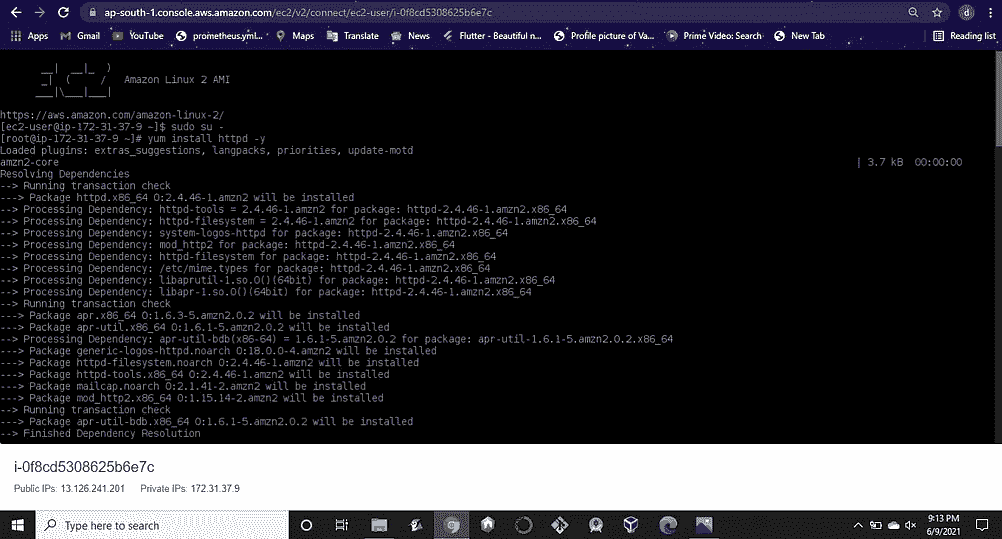 ap-south-1.console.aws.amazon.com/ec2/v2/connect/ec2-user/i-0f8cd5308625b6e7c
d
Apps Gmail YouTube prometheus.yml... Maps Translate News Flutter - Beautiful n... Profile picture of Va... Prime Video: Search New Tab Reading list
Amazon Linux 2 AMI
https://aws.amazon.com/amazon-linux-2/
[ec2-user@ip-172-31-37-9 ~]$ sudo su -
[root@ip-172-31-37-9 ~]# yum install httpd -y
Loaded plugins: extras_suggestions, langpacks, priorities, update-motd
amzn2-core | 3.7 kB 00:00:00
Resolving Dependencies
--> Running transaction check
---> Package httpd.x86_64 0:2.4.46-1.amzn2 will be installed
--> Processing Dependency: httpd-tools = 2.4.46-1.amzn2 for package: httpd-2.4.46-1.amzn2.x86_64
--> Processing Dependency: httpd-filesystem = 2.4.46-1.amzn2 for package: httpd-2.4.46-1.amzn2.x86_64
--> Processing Dependency: system-logos-httpd for package: httpd-2.4.46-1.amzn2.x86_64
--> Processing Dependency: mod_http2 for package: httpd-2.4.46-1.amzn2.x86_64
--> Processing Dependency: httpd-filesystem for package: httpd-2.4.46-1.amzn2.x86_64
--> Processing Dependency: /etc/mime.types for package: httpd-2.4.46-1.amzn2.x86_64
--> Processing Dependency: libaprutil-1.so.0()(64bit) for package: httpd-2.4.46-1.amzn2.x86_64
--> Processing Dependency: libapr-1.so.0()(64bit) for package: httpd-2.4.46-1.amzn2.x86_64
--> Running transaction check
---> Package apr.x86_64 0:1.6.3-5.amzn2.0.2 will be installed
---> Package apr-util.x86_64 0:1.6.1-5.amzn2.0.2 will be installed
--> Processing Dependency: apr-util-bdb(x86-64) = 1.6.1-5.amzn2.0.2 for package: apr-util-1.6.1-5.amzn2.0.2.x86_64
---> Package generic-logos-httpd.noarch 0:18.0.0-4.amzn2 will be installed
---> Package httpd-filesystem.noarch 0:2.4.46-1.amzn2 will be installed
---> Package httpd-tools.x86_64 0:2.4.46-1.amzn2 will be installed
---> Package mailcap.noarch 0:2.1.41-2.amzn2 will be installed
---> Package mod_http2.x86_64 0:1.15.14-2.amzn2 will be installed
--> Running transaction check
---> Package apr-util-bdb.x86_64 0:1.6.1-5.amzn2.0.2 will be installed
--> Finished Dependency Resolution
i-0f8cd5308625b6e7c
Public IPs: 13.126.241.201 Private IPs: 172.31.37.9
Type here to search
9:13 PM
6/9/2021